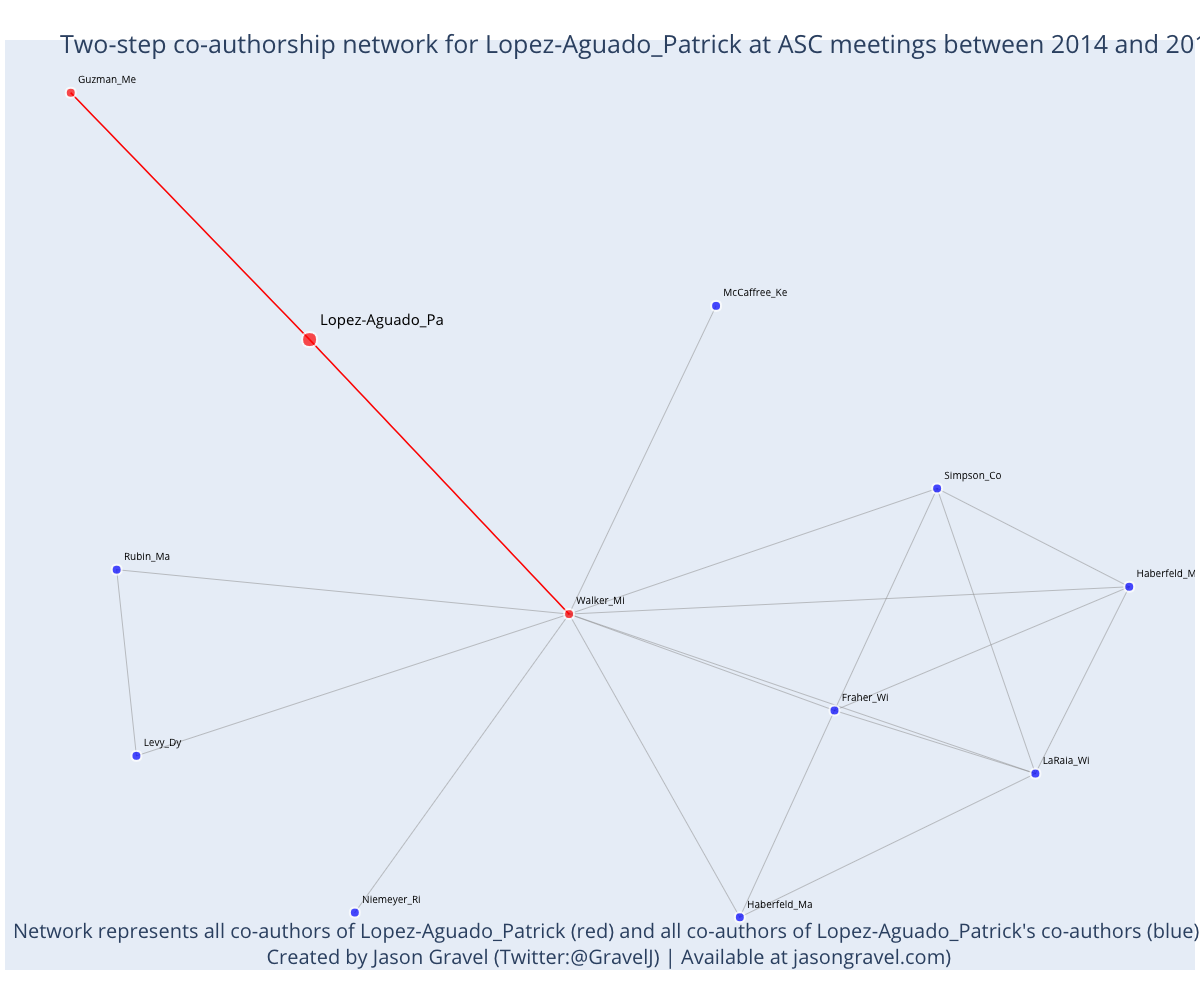 Two-step co-authorship network for Lopez-Aguado_Patrick at ASC meetings between 2014 and 201
Guzman_Me
McCaffree_Ke
Lopez-Aguado_Pa
Simpson_Co
Rubin_Ma
Haberfeld_M
Walker_Mi
Fraher_Wi
Levy_Dy
LaRaia_Wi
Niemeyer_Ri
Haberfeld_Ma
Network represents all co-authors of Lopez-Aguado_Patrick (red) and all co-authors of Lopez-Aguado_Patrick's co-authors (blue)
Created by Jason Gravel (Twitter:@GravelJ) | Available at jasongravel.com)